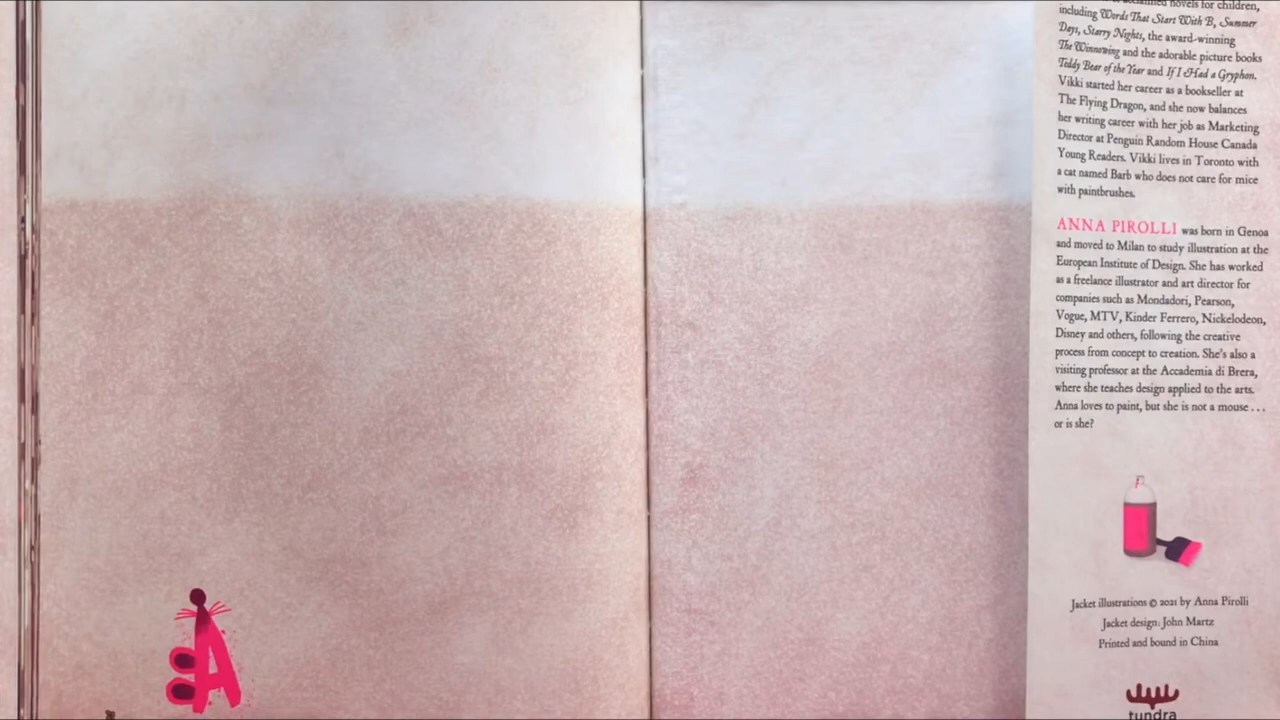 A
acclaimed novels for children,
including Words That Start With B, Summer
Days, Starry Nights, the award-winning
The Winnowing and the adorable picture books
Teddy Bear of the Year and If I Had a Gryphon.
Vikki started her career as a bookseller at
The Flying Dragon, and she now balances
her writing career with her job as Marketing
Director at Penguin Random House Canada
Young Readers. Vikki lives in Toronto with
a cat named Barb who does not care for mice
with paintbrushes.
ANNA PIROLLI was born in Genoa
and moved to Milan to study illustration at the
European Institute of Design. She has worked
as a freelance illustrator and art director for
companies such as Mondadori, Pearson,
Vogue, MTV, Kinder Ferrero, Nickelodeon,
Disney and others, following the creative
process from concept to creation. She's also a
visiting professor at the Accademia di Brera,
where she teaches design applied to the arts.
Anna loves to paint, but she is not a mouse . . .
or is she?
Jacket illustrations © 2021 by Anna Pirolli
Jacket design: John Martz
Printed and bound in China
tundra